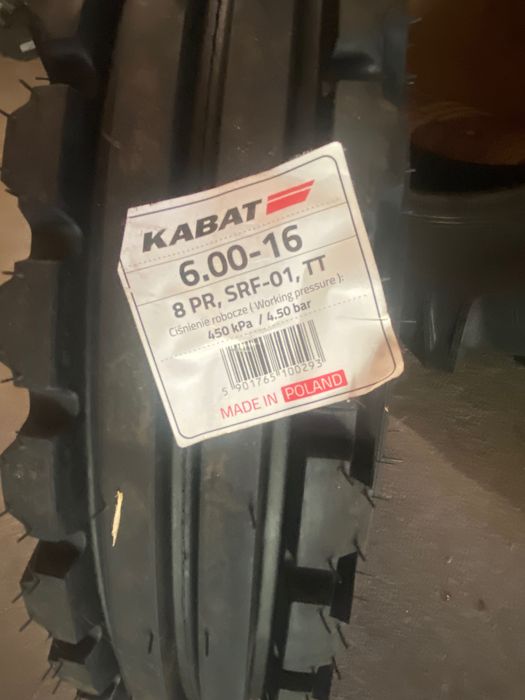 KABAT
6.00-16
8 PR, SRF-01, TT
Ciśnienie robocze ( Working pressure ):
450 kPa / 4.50 bar
5 901765 100293
MADE IN POLAND